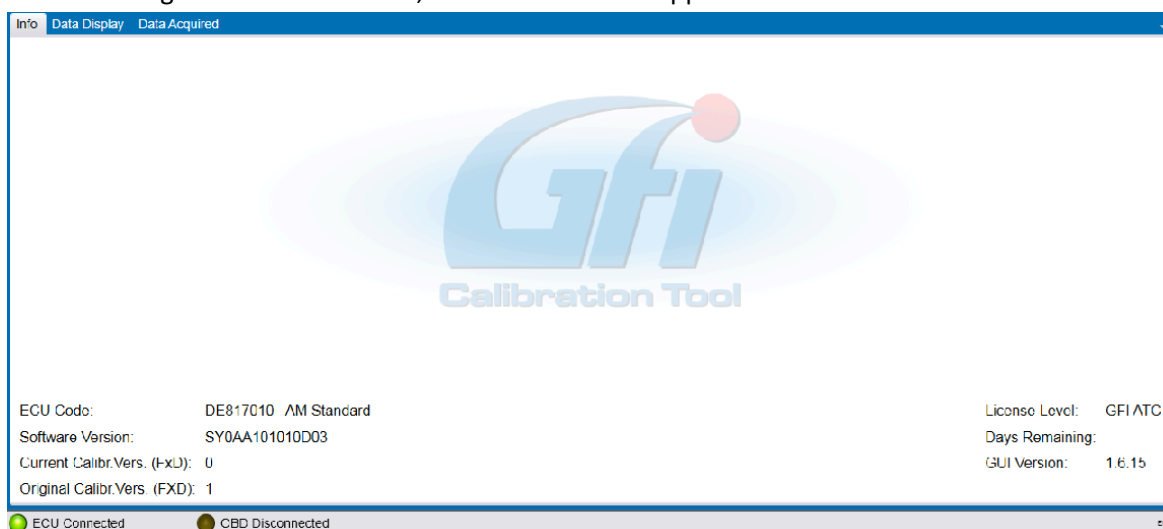 Info Data Display Data Acquired
Gfi
Calibration Tool
ECU Code: DE817010 AM Standard
Software Version: SY0AA101010D03
Current Calibr.Vers. (FxD): 0
Original Calibr.Vers. (FXD): 1
License Level: GFI ATC
Days Remaining:
GUI Version: 1.6.15
ECU Connected CBD Disconnected